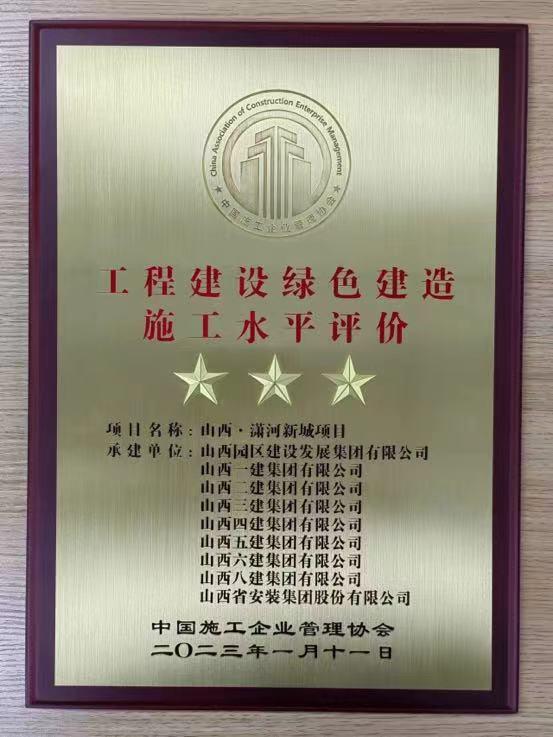 China Association of Construction Enterprise Management
★中国施工企业管理协会★
工程建设绿色建造
施工水平评价
项目名称：山西·潇河新城项目
承建单位：山西园区建设发展集团有限公司
山西一建集团有限公司
山西二建集团有限公司
山西三建集团有限公司
山西四建集团有限公司
山西五建集团有限公司
山西六建集团有限公司
山西八建集团有限公司
山西省安装集团股份有限公司
中国施工企业管理协会
二〇二三年一月十一日